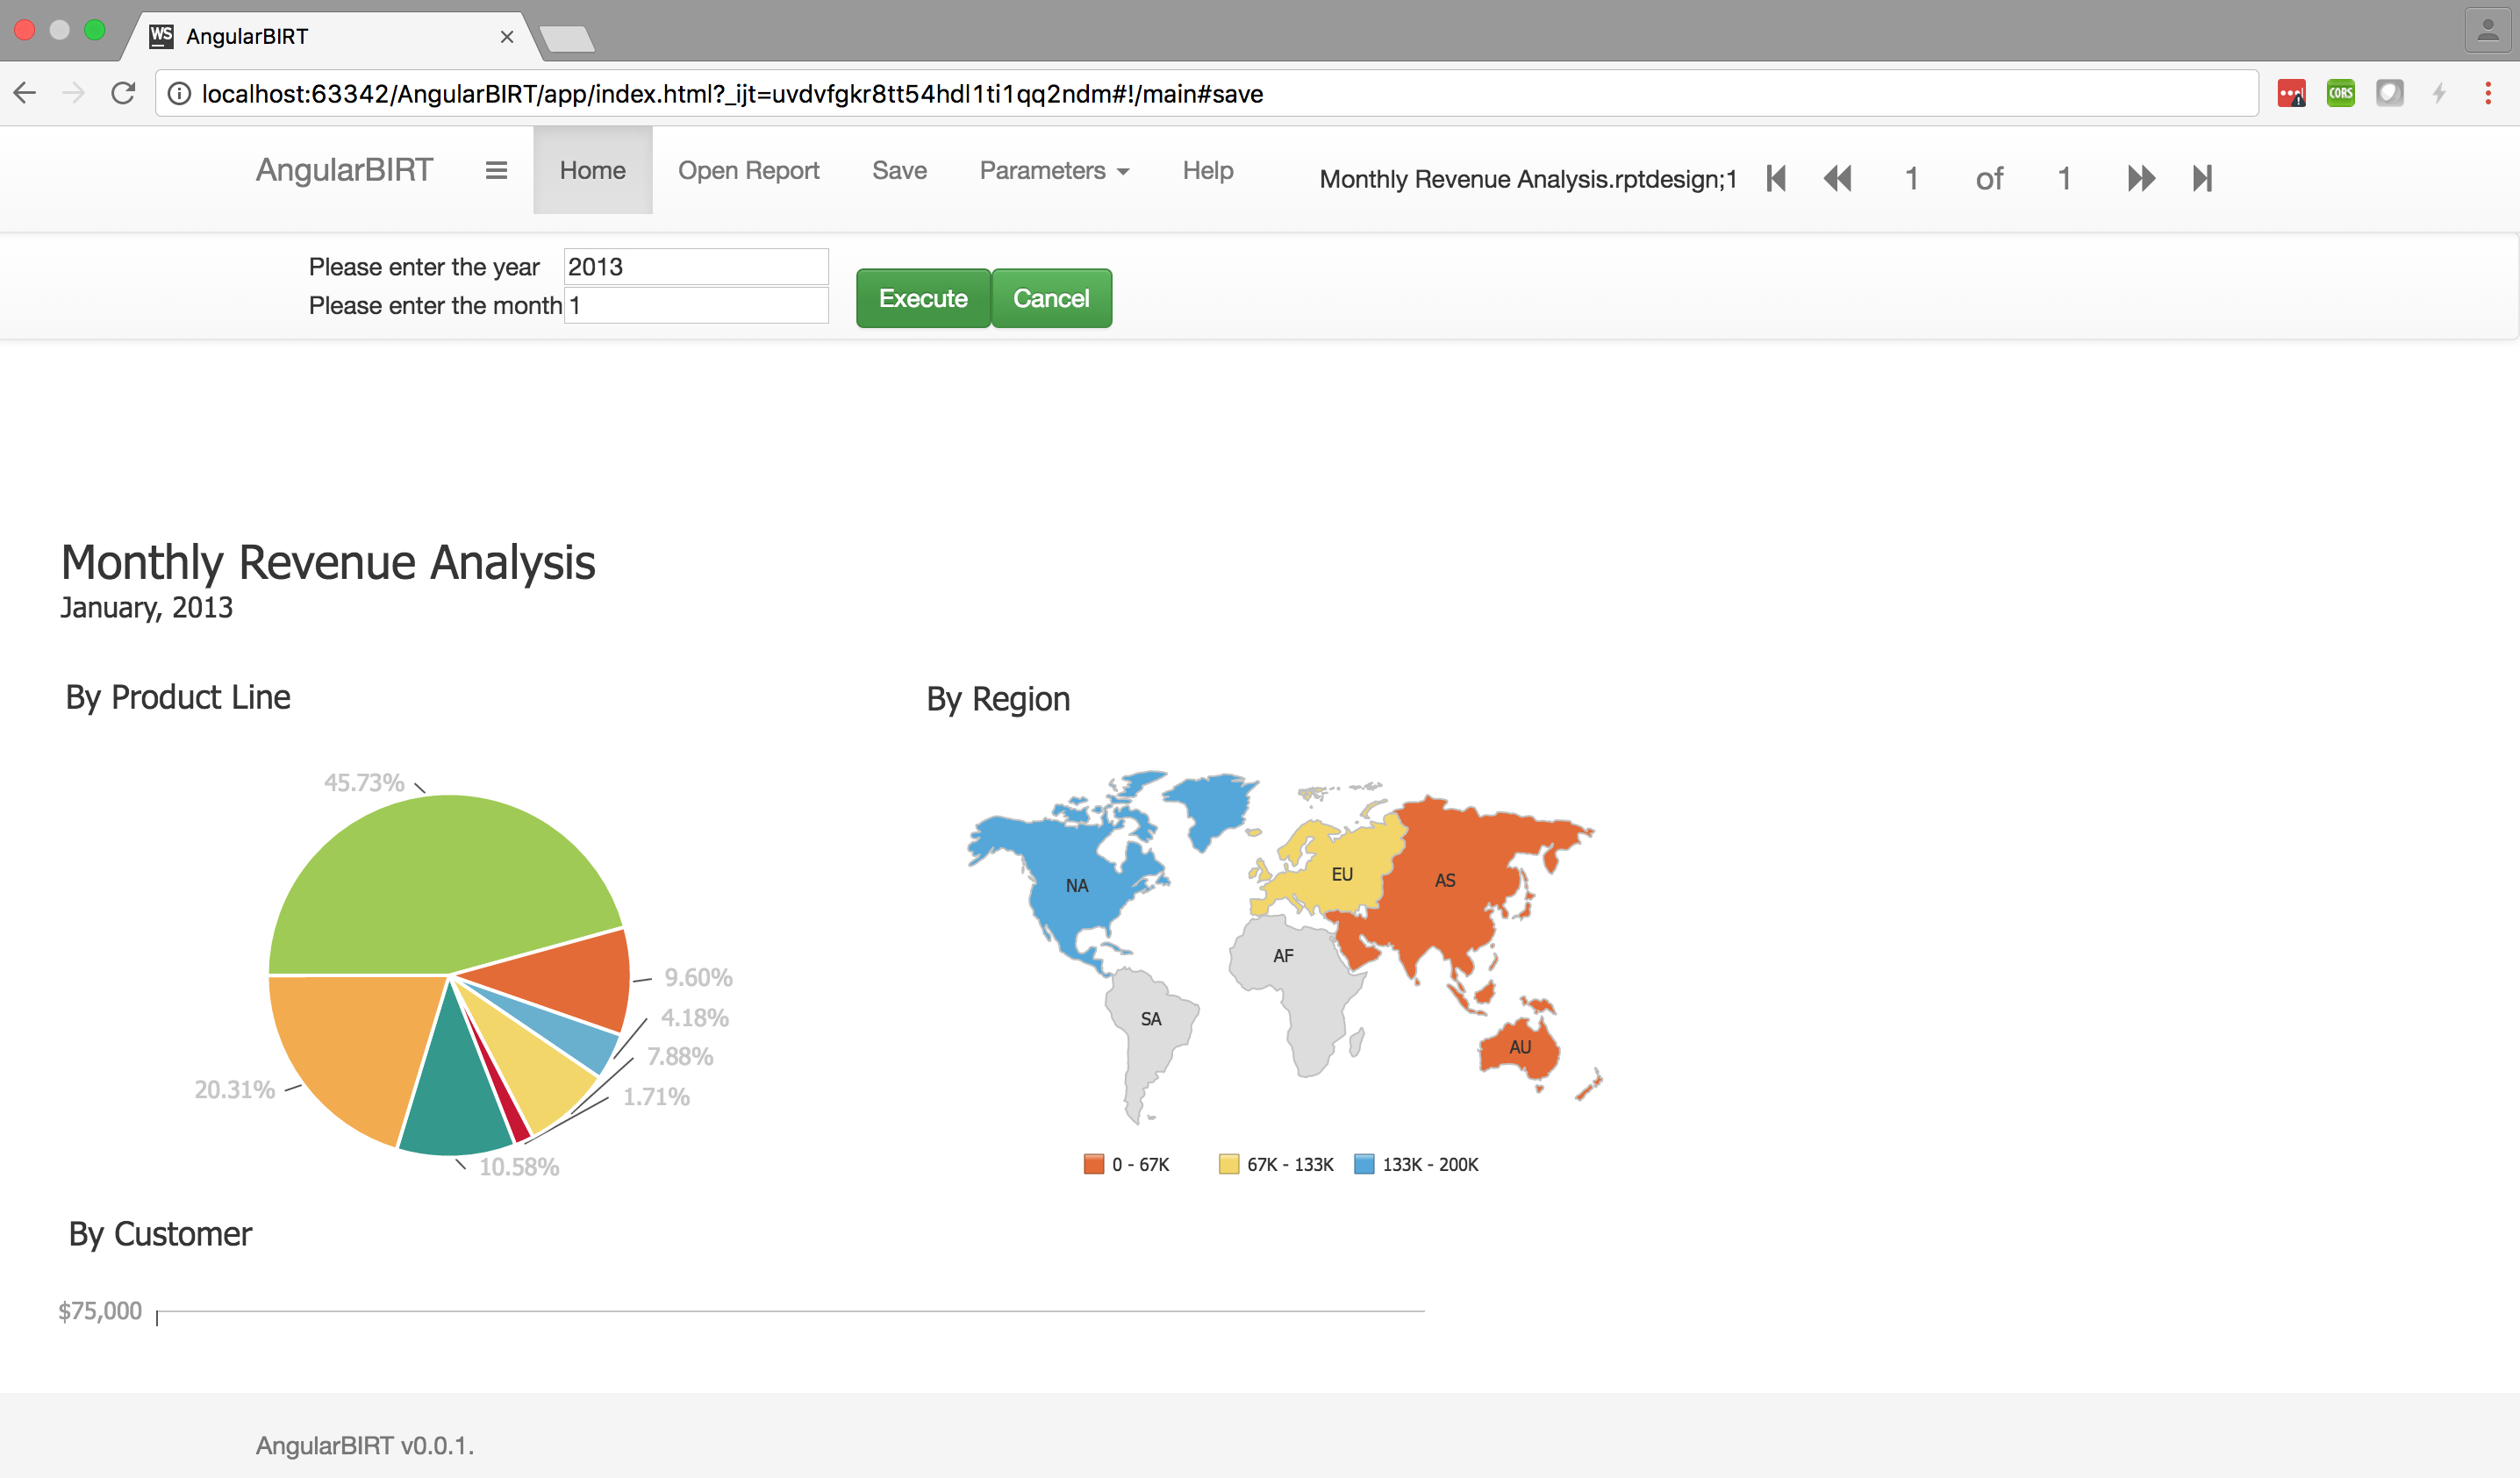 WS AngularBIRT
localhost:63342/AngularBIRT/app/index.html?_ijt=uvdvfgkr8tt54hdl1ti1qq2ndm#!/main#save
CORS
AngularBIRT Home Open Report Save Parameters Help Monthly Revenue Analysis.rptdesign;1 1 of 1
Please enter the year 2013
Please enter the month 1
Execute Cancel
Monthly Revenue Analysis
January, 2013
By Product Line
45.73%
9.60%
4.18%
7.88%
1.71%
20.31%
10.58%
By Region
NA
EU
AS
AF
SA
AU
0 - 67K 67K - 133K 133K - 200K
By Customer
$75,000
AngularBIRT v0.0.1.